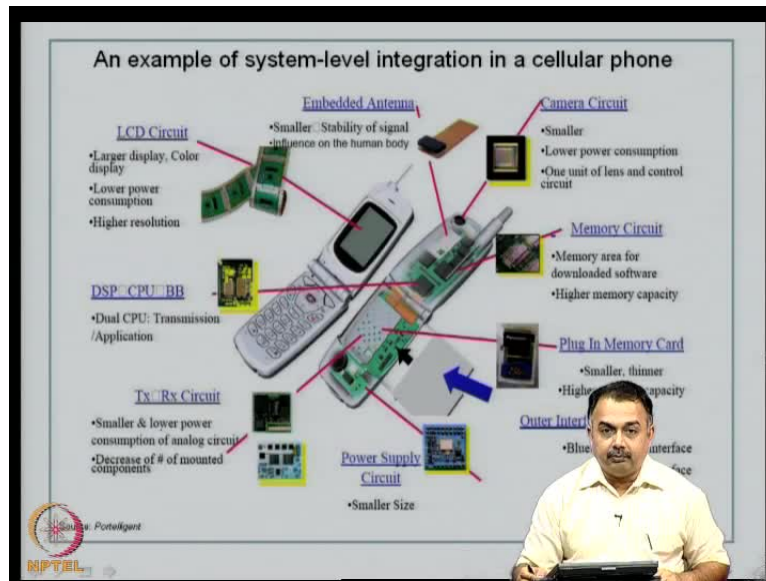 An example of system-level integration in a cellular phone
Embedded Antenna
•Smaller□Stability of signal
•Influence on the human body
Camera Circuit
•Smaller
•Lower power consumption
•One unit of lens and control
circuit
LCD Circuit
•Larger display, Color
display
•Lower power
consumption
•Higher resolution
Memory Circuit
•Memory area for
downloaded software
•Higher memory capacity
DSP□CPU□BB
•Dual CPU: Transmission
/Application
Plug In Memory Card
•Smaller, thinner
capacity
Tx□Rx Circuit
•Smaller & lower power
consumption of analog circuit
•Decrease of # of mounted
components
Outer
Power Supply
Circuit
•Smaller Size
Source: Portelligent
NPTEL